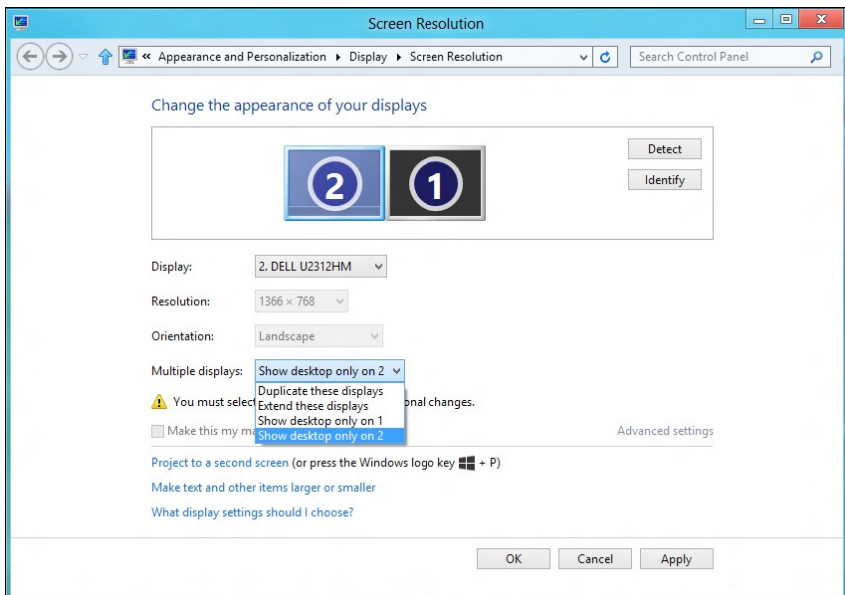 Screen Resolution
« Appearance and Personalization Display Screen Resolution Search Control Panel
Change the appearance of your displays
2 1
Detect
Identify
Display: 2. DELL U2312HM
Resolution: 1366 × 768
Orientation: Landscape
Multiple displays: Show desktop only on 2
Duplicate these displays
You must select onal changes.
Extend these displays
Show desktop only on 1
Make this my Advanced settings
Show desktop only on 2
Project to a second screen (or press the Windows logo key + P)
Make text and other items larger or smaller
What display settings should I choose?
OK Cancel Apply